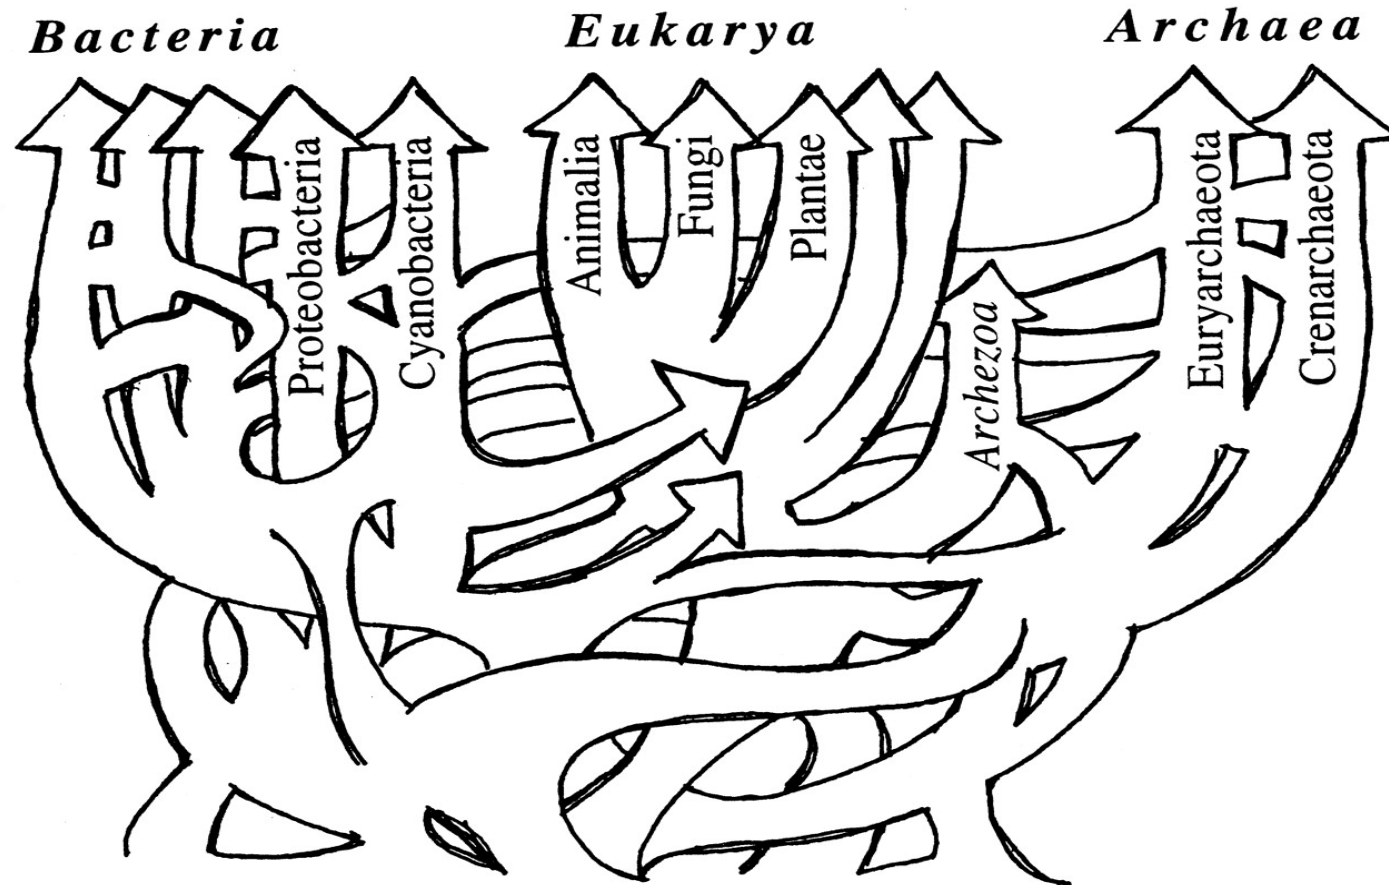 Bacteria
Eukarya
Archaea
Proteobacteria
Cyanobacteria
Animalia
Fungi
Plantae
Archezoa
Euryarchaeota
Crenarchaeota